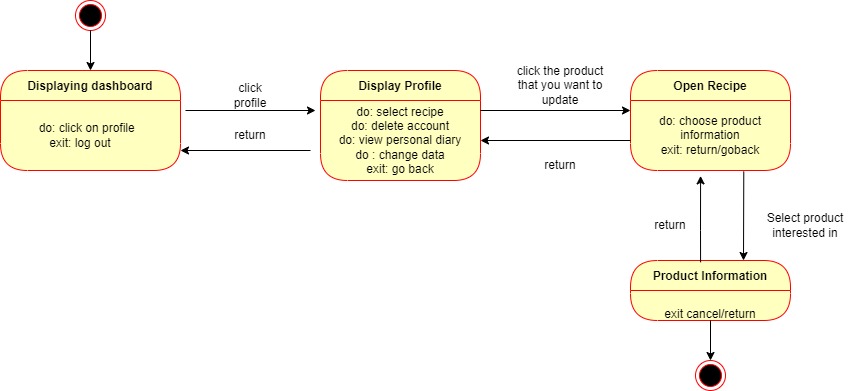 Displaying dashboard
do: click on profile
exit: log out
click
profile
return
Display Profile
do: select recipe
do: delete account
do: view personal diary
do : change data
exit: go back
click the product
that you want to
update
return
Open Recipe
do: choose product
information
exit: return/goback
return
Select product
interested in
Product Information
exit cancel/return